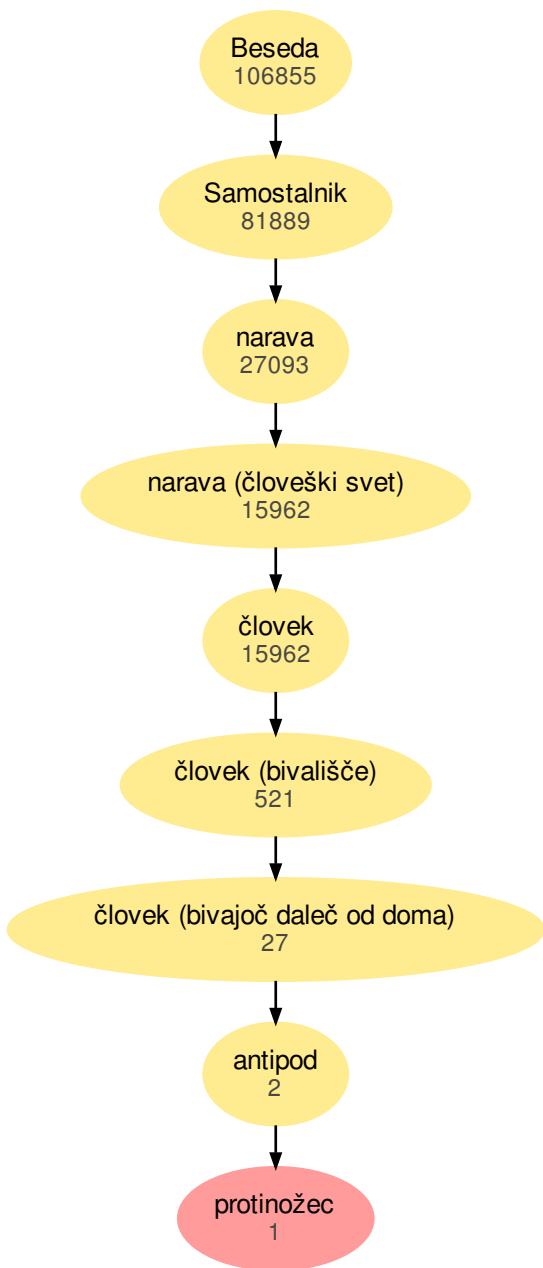 Beseda
106855
Samostalnik
81889
narava
27093
narava (človeški svet)
15962
človek
15962
človek (bivališče)
521
človek (bivajoč daleč od doma)
27
antipod
2
protinožec
1